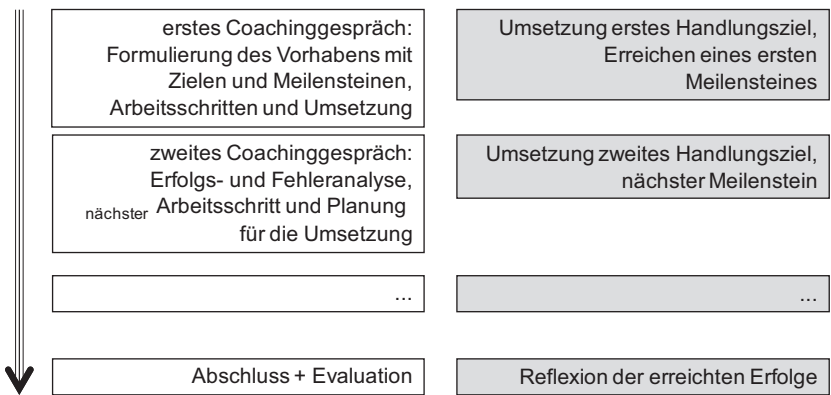 erstes Coachinggespräch:
Formulierung des Vorhabens mit
Zielen und Meilensteinen,
Arbeitsschritten und Umsetzung
Umsetzung erstes Handlungsziel,
Erreichen eines ersten
Meilensteines
zweites Coachinggespräch:
Erfolgs- und Fehleranalyse,
nächster Arbeitsschritt und Planung
für die Umsetzung
Umsetzung zweites Handlungsziel,
nächster Meilenstein
...
...
Abschluss + Evaluation
Reflexion der erreichten Erfolge